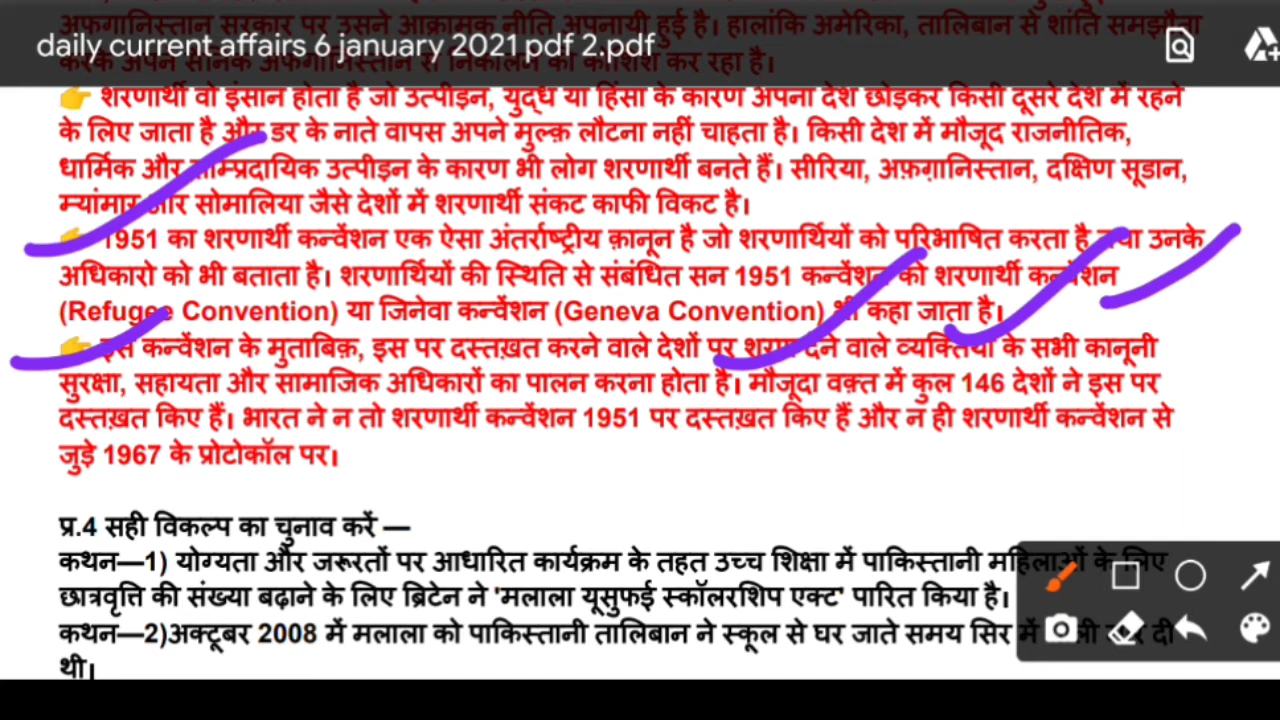 अफगानिस्तान सरकार पर उसने आक्रामक नीति अपनायी हुई है। हालांकि अमेरिका, तालिबान से शांति समझौता
daily current affairs 6 january 2021 pdf 2.pdf
करके अपने सैनिक अफगानिस्तान से निकालने की कोशिश कर रहा है।
👉 शरणार्थी वो इंसान होता है जो उत्पीड़न, युद्ध या हिंसा के कारण अपना देश छोड़कर किसी दूसरे देश में रहने
के लिए जाता है और डर के नाते वापस अपने मुल्क़ लौटना नहीं चाहता है। किसी देश में मौजूद राजनीतिक,
धार्मिक और साम्प्रदायिक उत्पीड़न के कारण भी लोग शरणार्थी बनते हैं। सीरिया, अफ़ग़ानिस्तान, दक्षिण सूडान,
म्यांमार और सोमालिया जैसे देशों में शरणार्थी संकट काफी विकट है।
👉 1951 का शरणार्थी कन्वेंशन एक ऐसा अंतर्राष्ट्रीय क़ानून है जो शरणार्थियों को परिभाषित करता है तथा उनके
अधिकारो को भी बताता है। शरणार्थियों की स्थिति से संबंधित सन 1951 कन्वेंशन को शरणार्थी कन्वेंशन
(Refugee Convention) या जिनेवा कन्वेंशन (Geneva Convention) भी कहा जाता है।
👉 इस कन्वेंशन के मुताबिक़, इस पर दस्तख़त करने वाले देशों पर शरण देने वाले व्यक्तियों के सभी कानूनी
सुरक्षा, सहायता और सामाजिक अधिकारों का पालन करना होता है। मौजूदा वक़्त में कुल 146 देशों ने इस पर
दस्तख़त किए हैं। भारत ने न तो शरणार्थी कन्वेंशन 1951 पर दस्तख़त किए हैं और न ही शरणार्थी कन्वेंशन से
जुड़े 1967 के प्रोटोकॉल पर।
प्र.4 सही विकल्प का चुनाव करें —
कथन—1) योग्यता और जरूरतों पर आधारित कार्यक्रम के तहत उच्च शिक्षा में पाकिस्तानी महिलाओं के लिए
छात्रवृत्ति की संख्या बढ़ाने के लिए ब्रिटेन ने 'मलाला यूसुफई स्कॉलरशिप एक्ट' पारित किया है।
कथन—2)अक्टूबर 2008 में मलाला को पाकिस्तानी तालिबान ने स्कूल से घर जाते समय सिर में दी
थी।